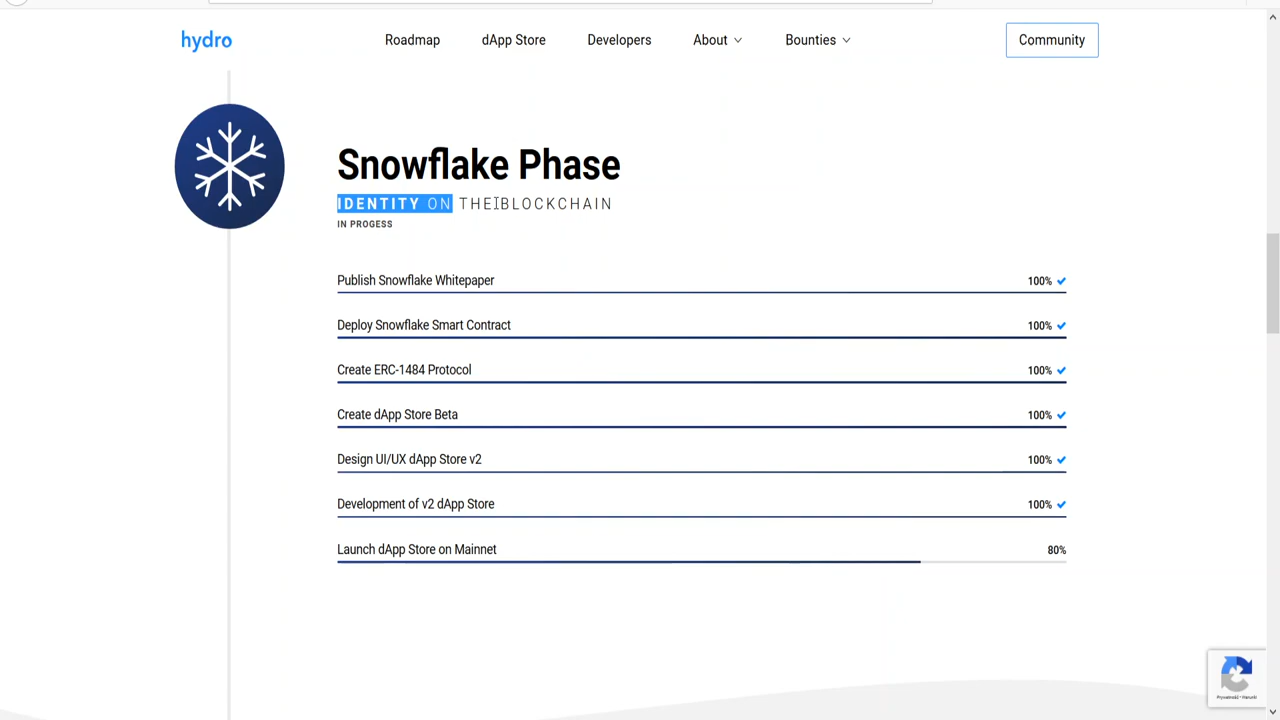 hydro
Roadmap
dApp Store
Developers
About
Bounties
Community
Snowflake Phase
IDENTITY ON THE BLOCKCHAIN
IN PROGESS
Publish Snowflake Whitepaper 100%
Deploy Snowflake Smart Contract 100%
Create ERC-1484 Protocol 100%
Create dApp Store Beta 100%
Design UI/UX dApp Store v2 100%
Development of v2 dApp Store 100%
Launch dApp Store on Mainnet 80%